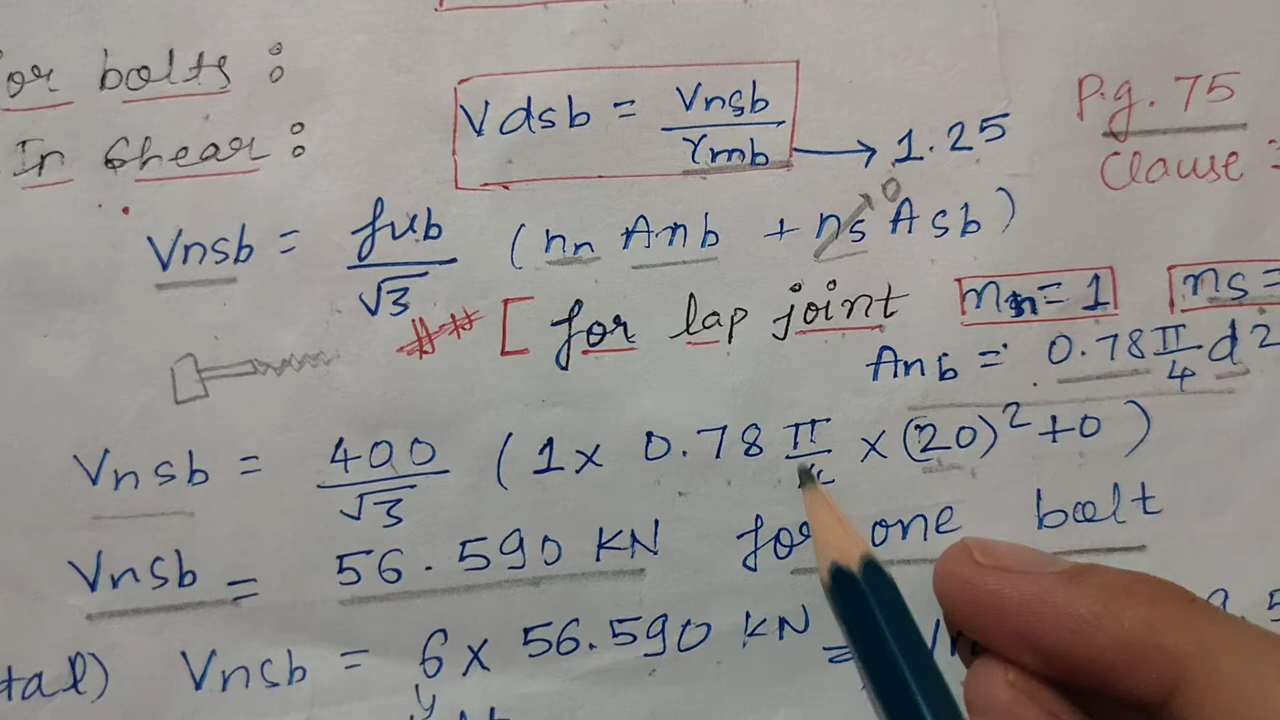 or bolts :
In Shear :
Vdsb = Vnsb / γmb → 1.25
Pg. 75
Clause :
Vnsb = fub / √3 ( nn Anb + ns Asb ) 0
## [ for lap joint nn = 1 ns =
Anb = 0.78 π/4 d2
Vnsb = 400 / √3 ( 1 x 0.78 π x (20)2 + 0 )
Vnsb = 56.590 KN for one bolt
tal) Vnsb = 6 x 56.590 KN =